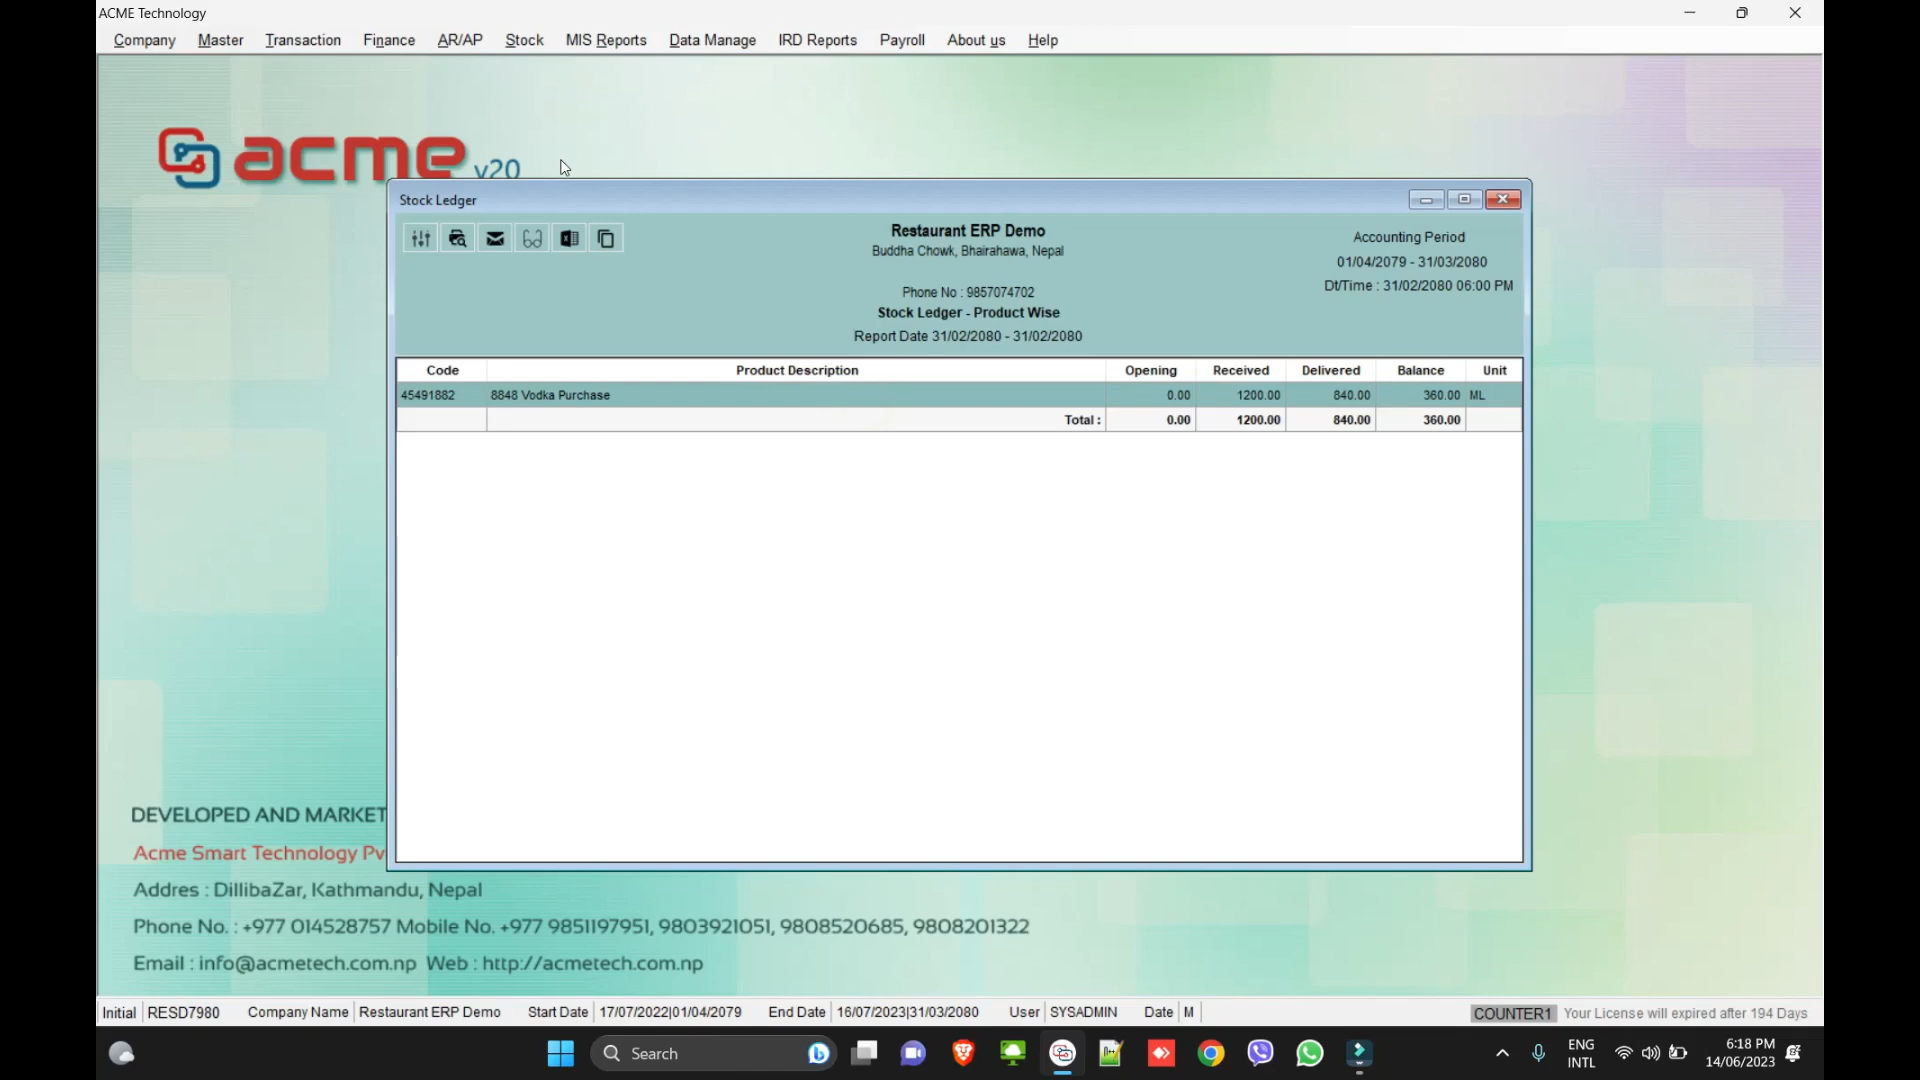 ACME Technology
Company Master Transaction Finance AR/AP Stock MIS Reports Data Manager IRD Reports Payroll About us Help
acme v20
Stock Ledger
Restaurant ERP Demo
Buddha Chowk, Bhairahawa, Nepal
Phone No : 9857074702
Stock Ledger - Product Wise
Report Date 31/02/2080 - 31/02/2080
Accounting Period
01/04/2079 - 31/03/2080
Dt/Time : 31/02/2080 06:00 PM
Code Product Description Opening Received Delivered Balance Unit
45491882 8848 Vodka Purchase 0.00 1200.00 840.00 360.00 ML
Total : 0.00 1200.00 840.00 360.00
DEVELOPED AND MARKET
Acme Smart Technology Pv
Addres : DillibaZar, Kathmandu, Nepal
Phone No. : +977 014528757 Mobile No. +977 9851197951, 9803921051, 9808520685, 9808201322
Email : info@acmetech.com.np Web : http://acmetech.com.np
Initial RESD7980 Company Name Restaurant ERP Demo Start Date 17/07/2022|01/04/2079 End Date 16/07/2023|31/03/2080 User SYSADMIN Date M COUNTER1 Your License will expired after 194 Days
Search
ENG
INTL
6:18 PM
14/06/2023